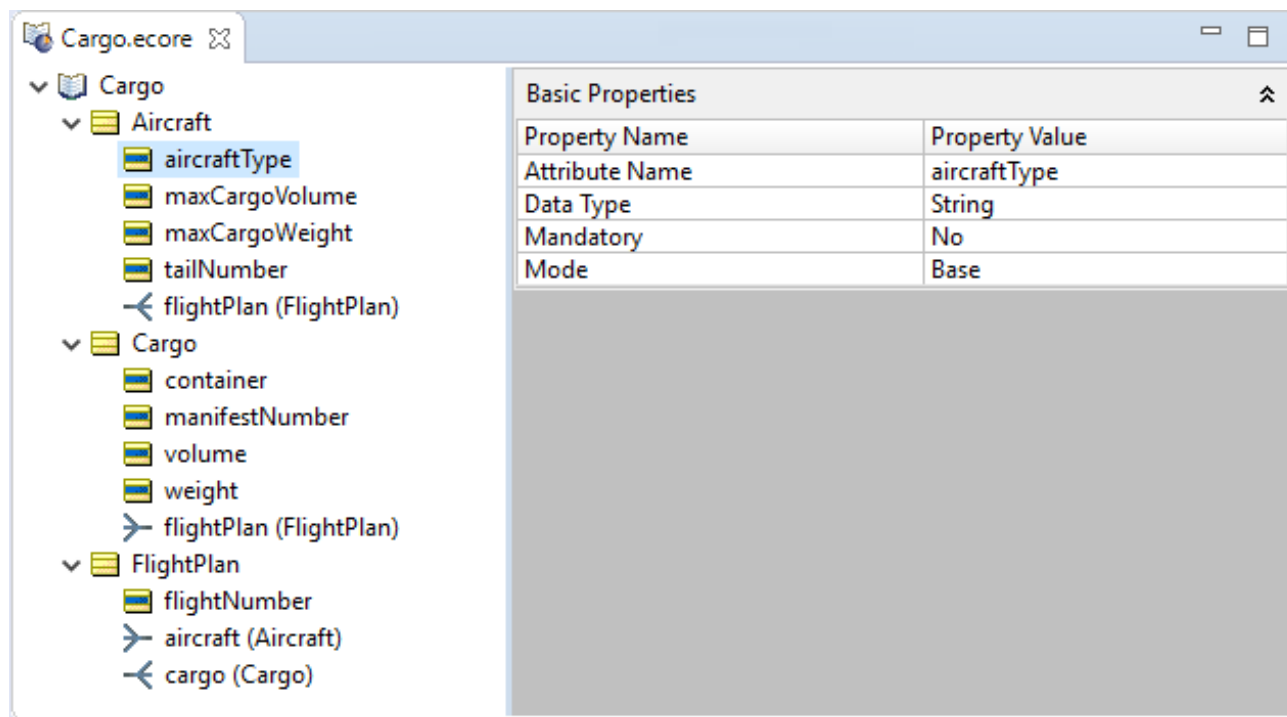 Cargo.ecore
Cargo
Aircraft
aircraftType
maxCargoVolume
maxCargoWeight
tailNumber
flightPlan (FlightPlan)
Cargo
container
manifestNumber
volume
weight
flightPlan (FlightPlan)
FlightPlan
flightNumber
aircraft (Aircraft)
cargo (Cargo)
Basic Properties
Property Name Property Value
Attribute Name aircraftType
Data Type String
Mandatory No
Mode Base